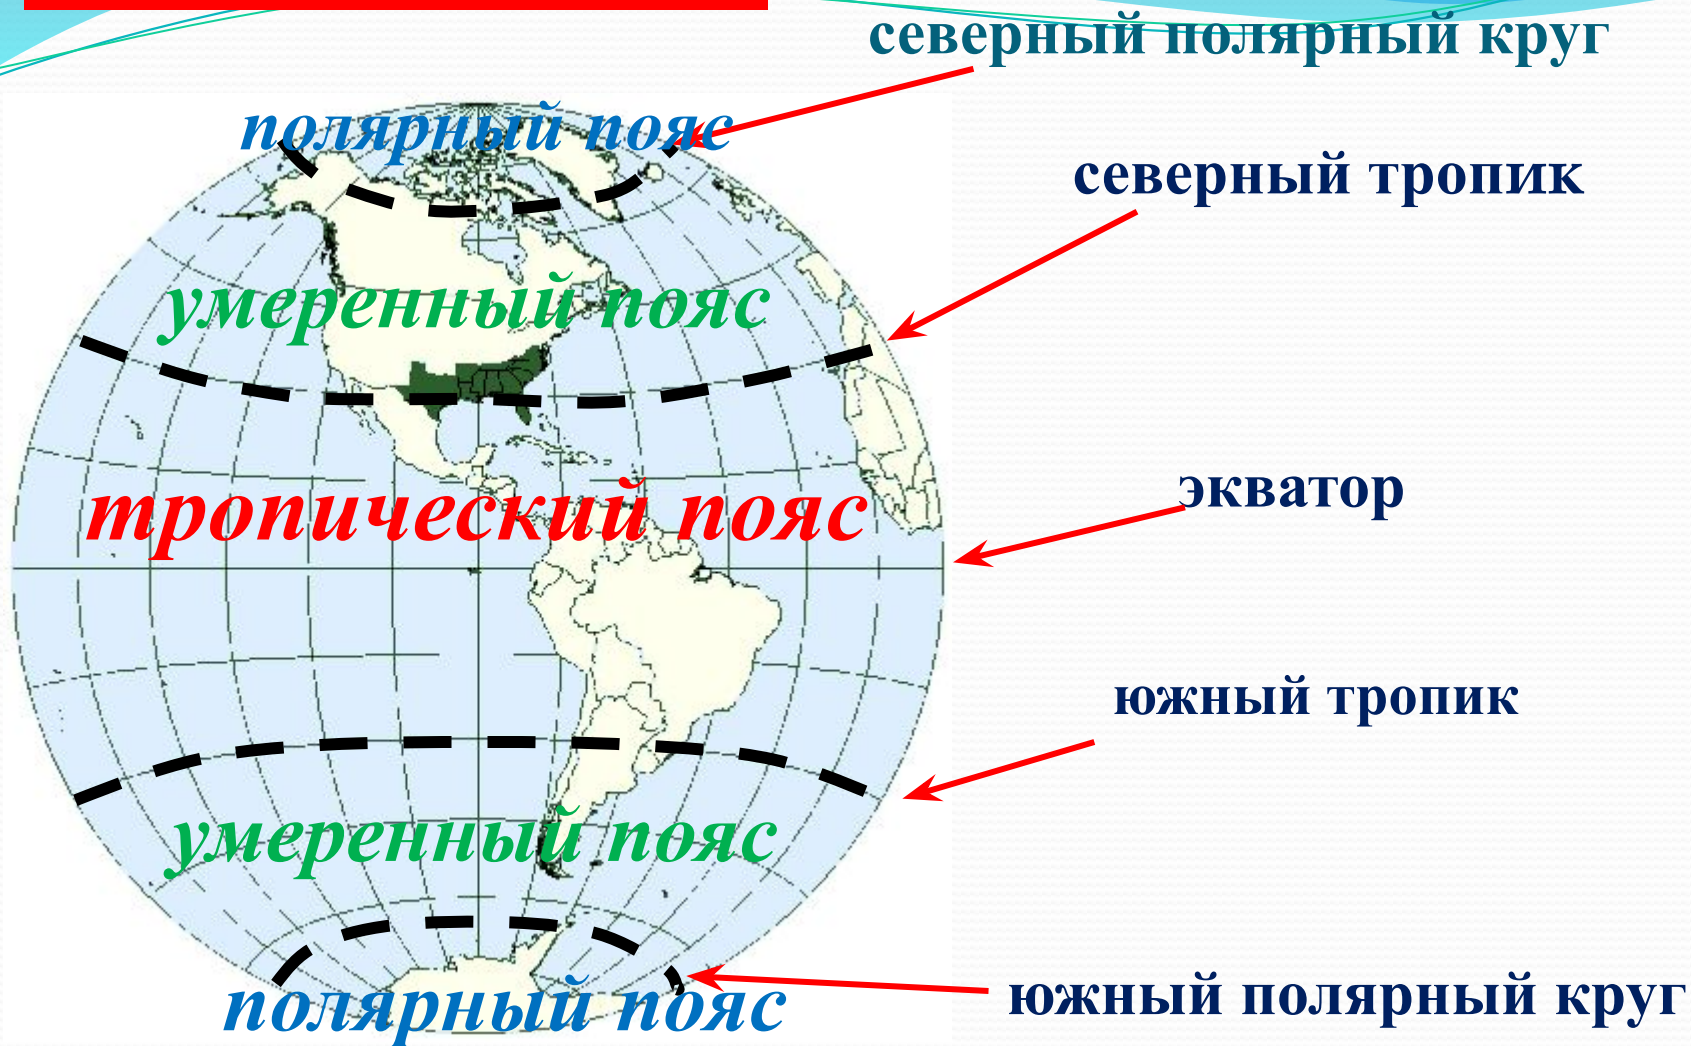 северный полярный круг
полярный пояс
северный тропик
умеренный пояс
экватор
тропический пояс
южный тропик
умеренный пояс
южный полярный круг
полярный пояс